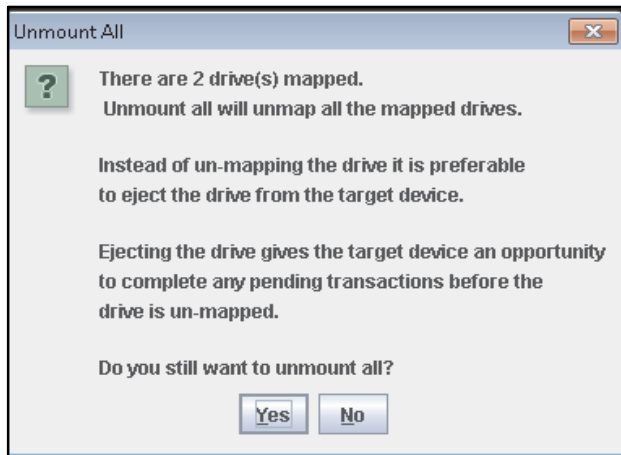 Unmount All
There are 2 drive(s) mapped.
Unmount all will unmap all the mapped drives.
Instead of un-mapping the drive it is preferable
to eject the drive from the target device.
Ejecting the drive gives the target device an opportunity
to complete any pending transactions before the
drive is un-mapped.
Do you still want to unmount all?
Yes No